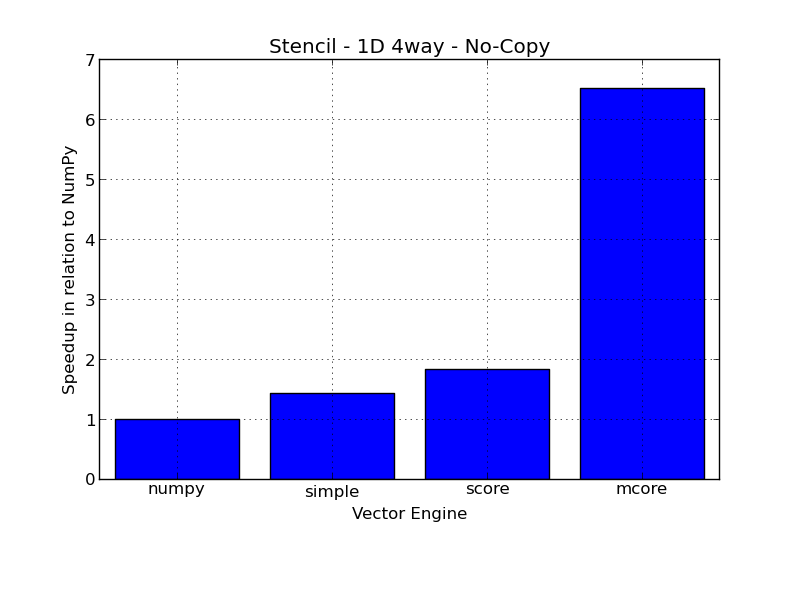 Stencil - 1D 4way - No-Copy
7
6
5
4
3
2
1
0
Speedup in relation to NumPy
numpy simple score mcore
Vector Engine